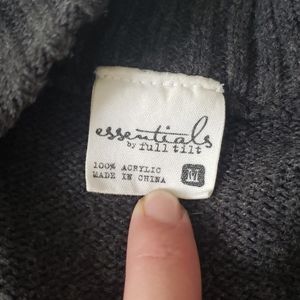 essentials
by full tilt
100% ACRYLIC
MADE IN CHINA
M